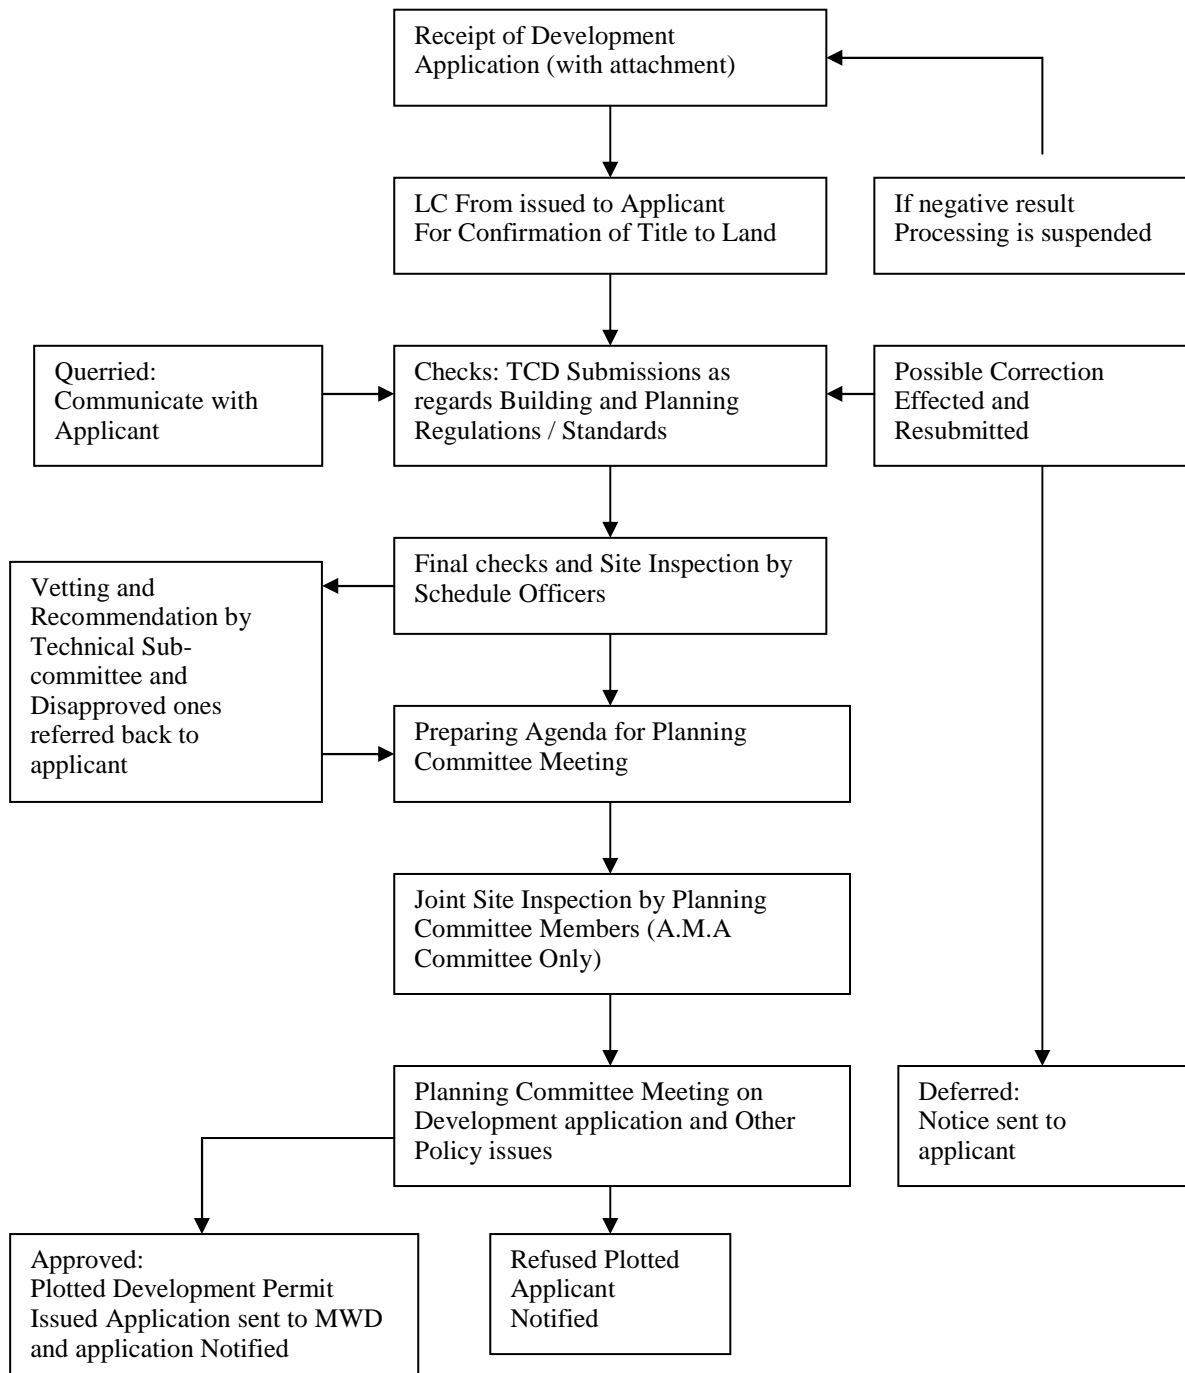 Receipt of Development
Application (with attachment)
LC From issued to Applicant
For Confirmation of Title to Land
If negative result
Processing is suspended
Querried:
Communicate with
Applicant
Checks: TCD Submissions as
regards Building and Planning
Regulations / Standards
Possible Correction
Effected and
Resubmitted
Final checks and Site Inspection by
Schedule Officers
Vetting and
Recommendation by
Technical Sub-
committee and
Disapproved ones
referred back to
applicant
Preparing Agenda for Planning
Committee Meeting
Joint Site Inspection by Planning
Committee Members (A.M.A
Committee Only)
Planning Committee Meeting on
Development application and Other
Policy issues
Deferred:
Notice sent to
applicant
Approved:
Plotted Development Permit
Issued Application sent to MWD
and application Notified
Refused Plotted
Applicant
Notified